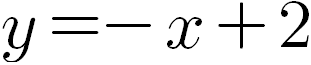 y = - x + 2